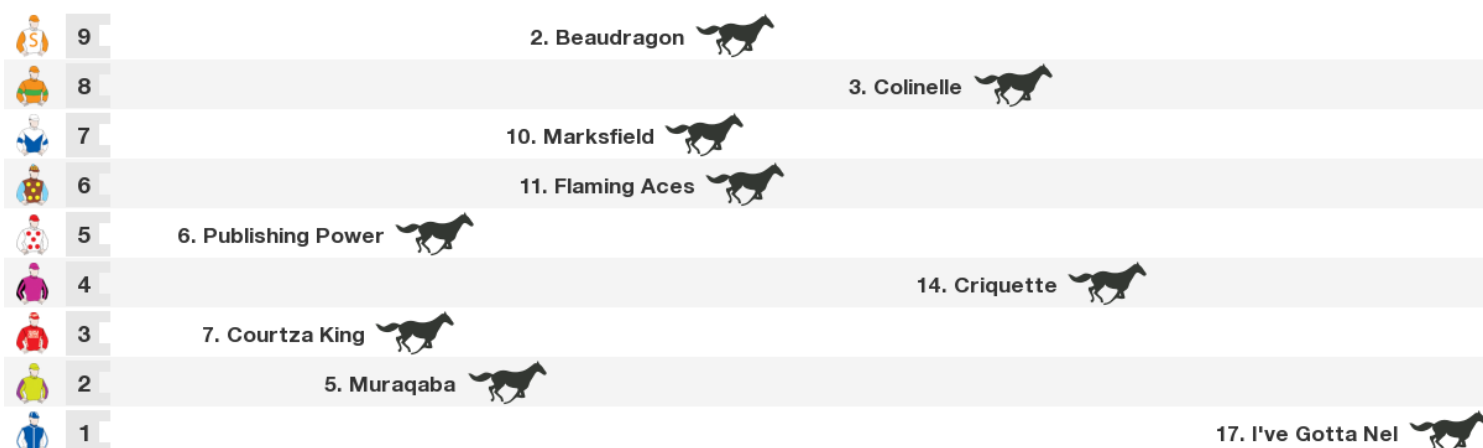 9 2. Beaudragon
8 3. Colinelle
7 10. Marksfield
6 11. Flaming Aces
5 6. Publishing Power
4 14. Criquette
3 7. Courtza King
2 5. Muraqaba
1 17. I've Gotta Nel